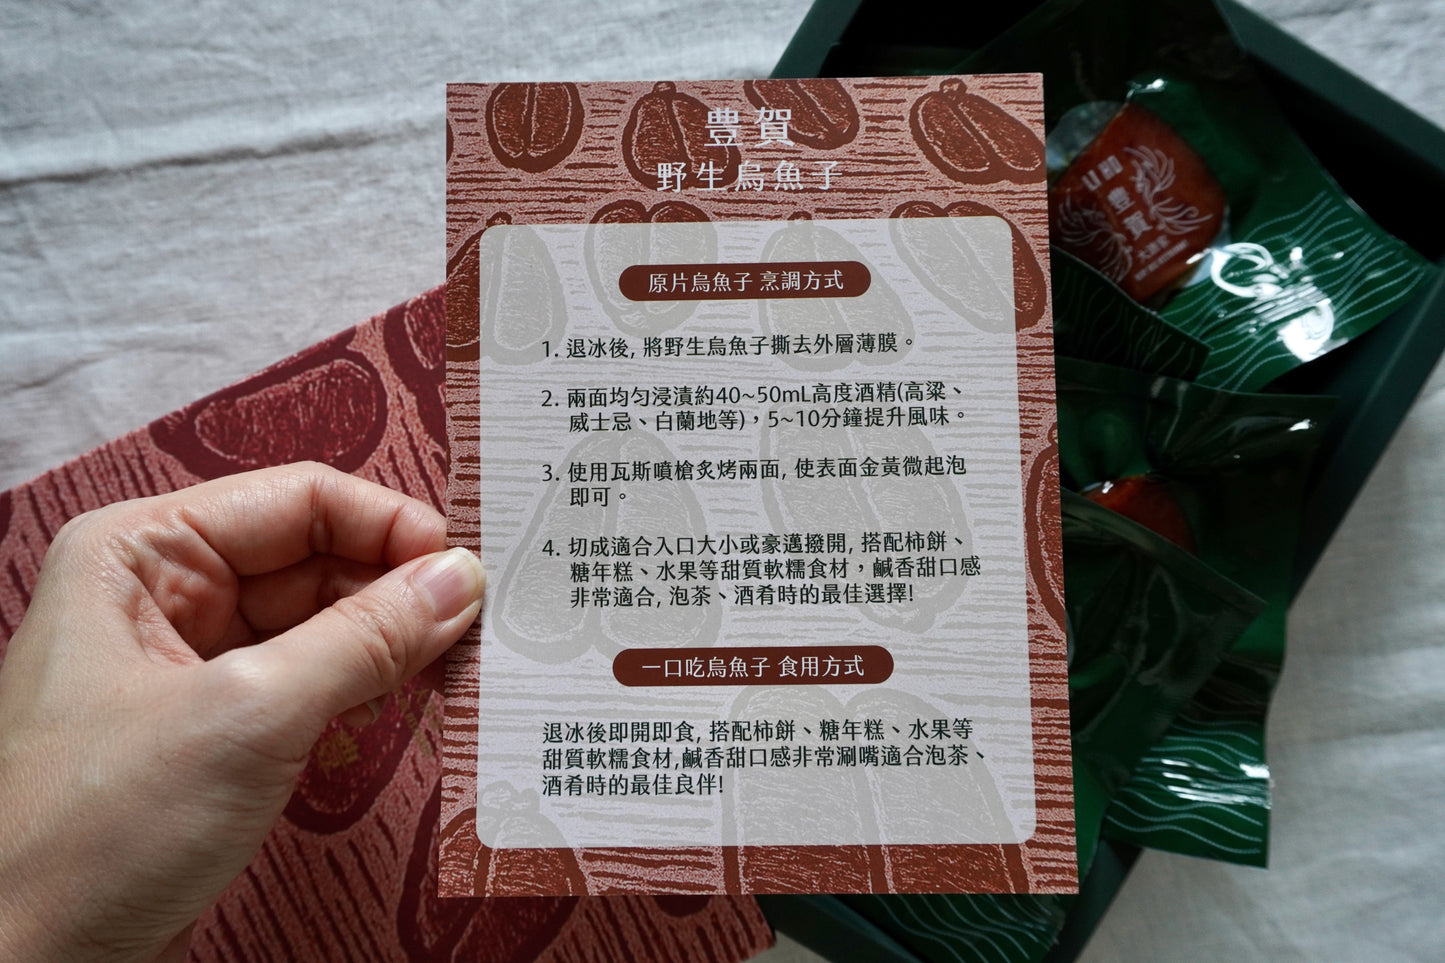 豊賀
野生烏魚子
原片烏魚子 烹調方式
1. 退冰後, 將野生烏魚子撕去外層薄膜。
2. 兩面均勻浸漬約40~50mL高度酒精(高粱、
威士忌、白蘭地等)，5~10分鐘提升風味。
3. 使用瓦斯噴槍炙烤兩面, 使表面金黃微起泡
即可。
4. 切成適合入口大小或豪邁撥開, 搭配柿餅、
糖年糕、水果等甜質軟糯食材，鹹香甜口感
非常適合, 泡茶、酒肴時的最佳選擇!
一口吃烏魚子 食用方式
退冰後即開即食, 搭配柿餅、糖年糕、水果等
甜質軟糯食材,鹹香甜口感非常涮嘴適合泡茶、
酒肴時的最佳良伴!
豊賀